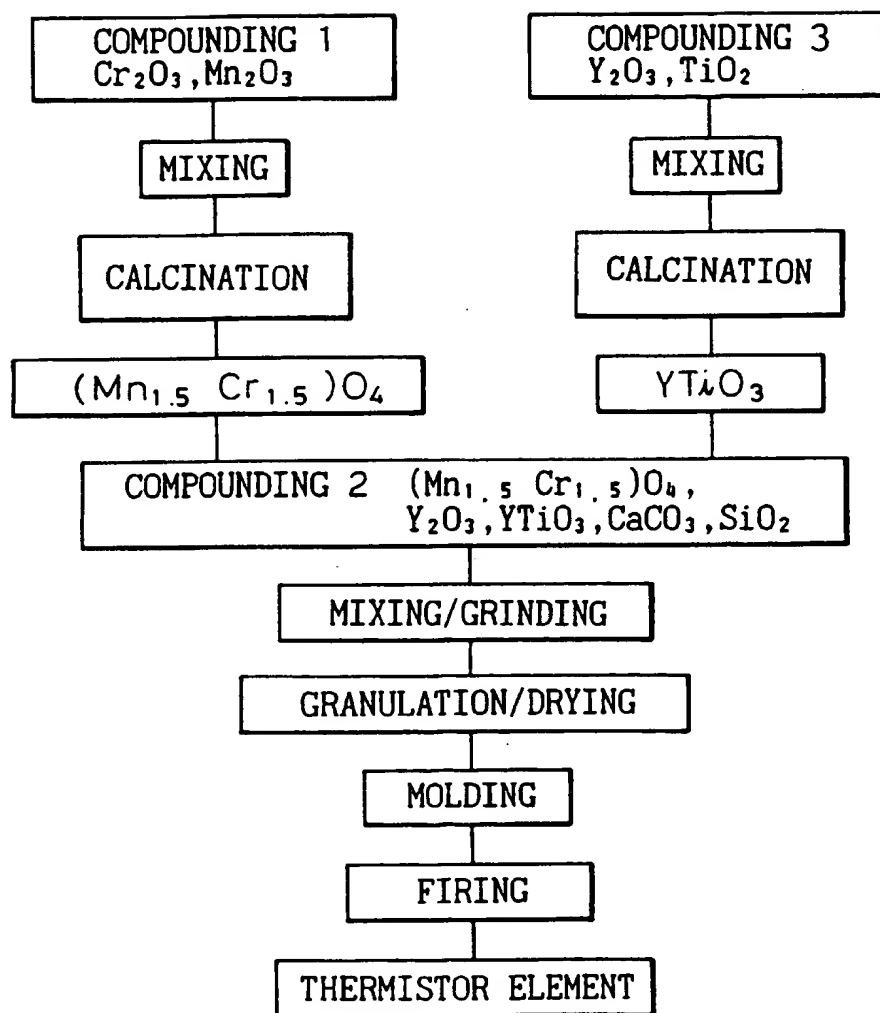 COMPOUNDING 1
Cr₂O₃,Mn₂O₃
MIXING
CALCINATION
(Mn₁.₅ Cr₁.₅)O₄
COMPOUNDING 3
Y₂O₃,TiO₂
MIXING
CALCINATION
YTiO₃
COMPOUNDING 2 (Mn₁.₅ Cr₁.₅)O₄,
Y₂O₃,YTiO₃,CaCO₃,SiO₂
MIXING/GRINDING
GRANULATION/DRYING
MOLDING
FIRING
THERMISTOR ELEMENT